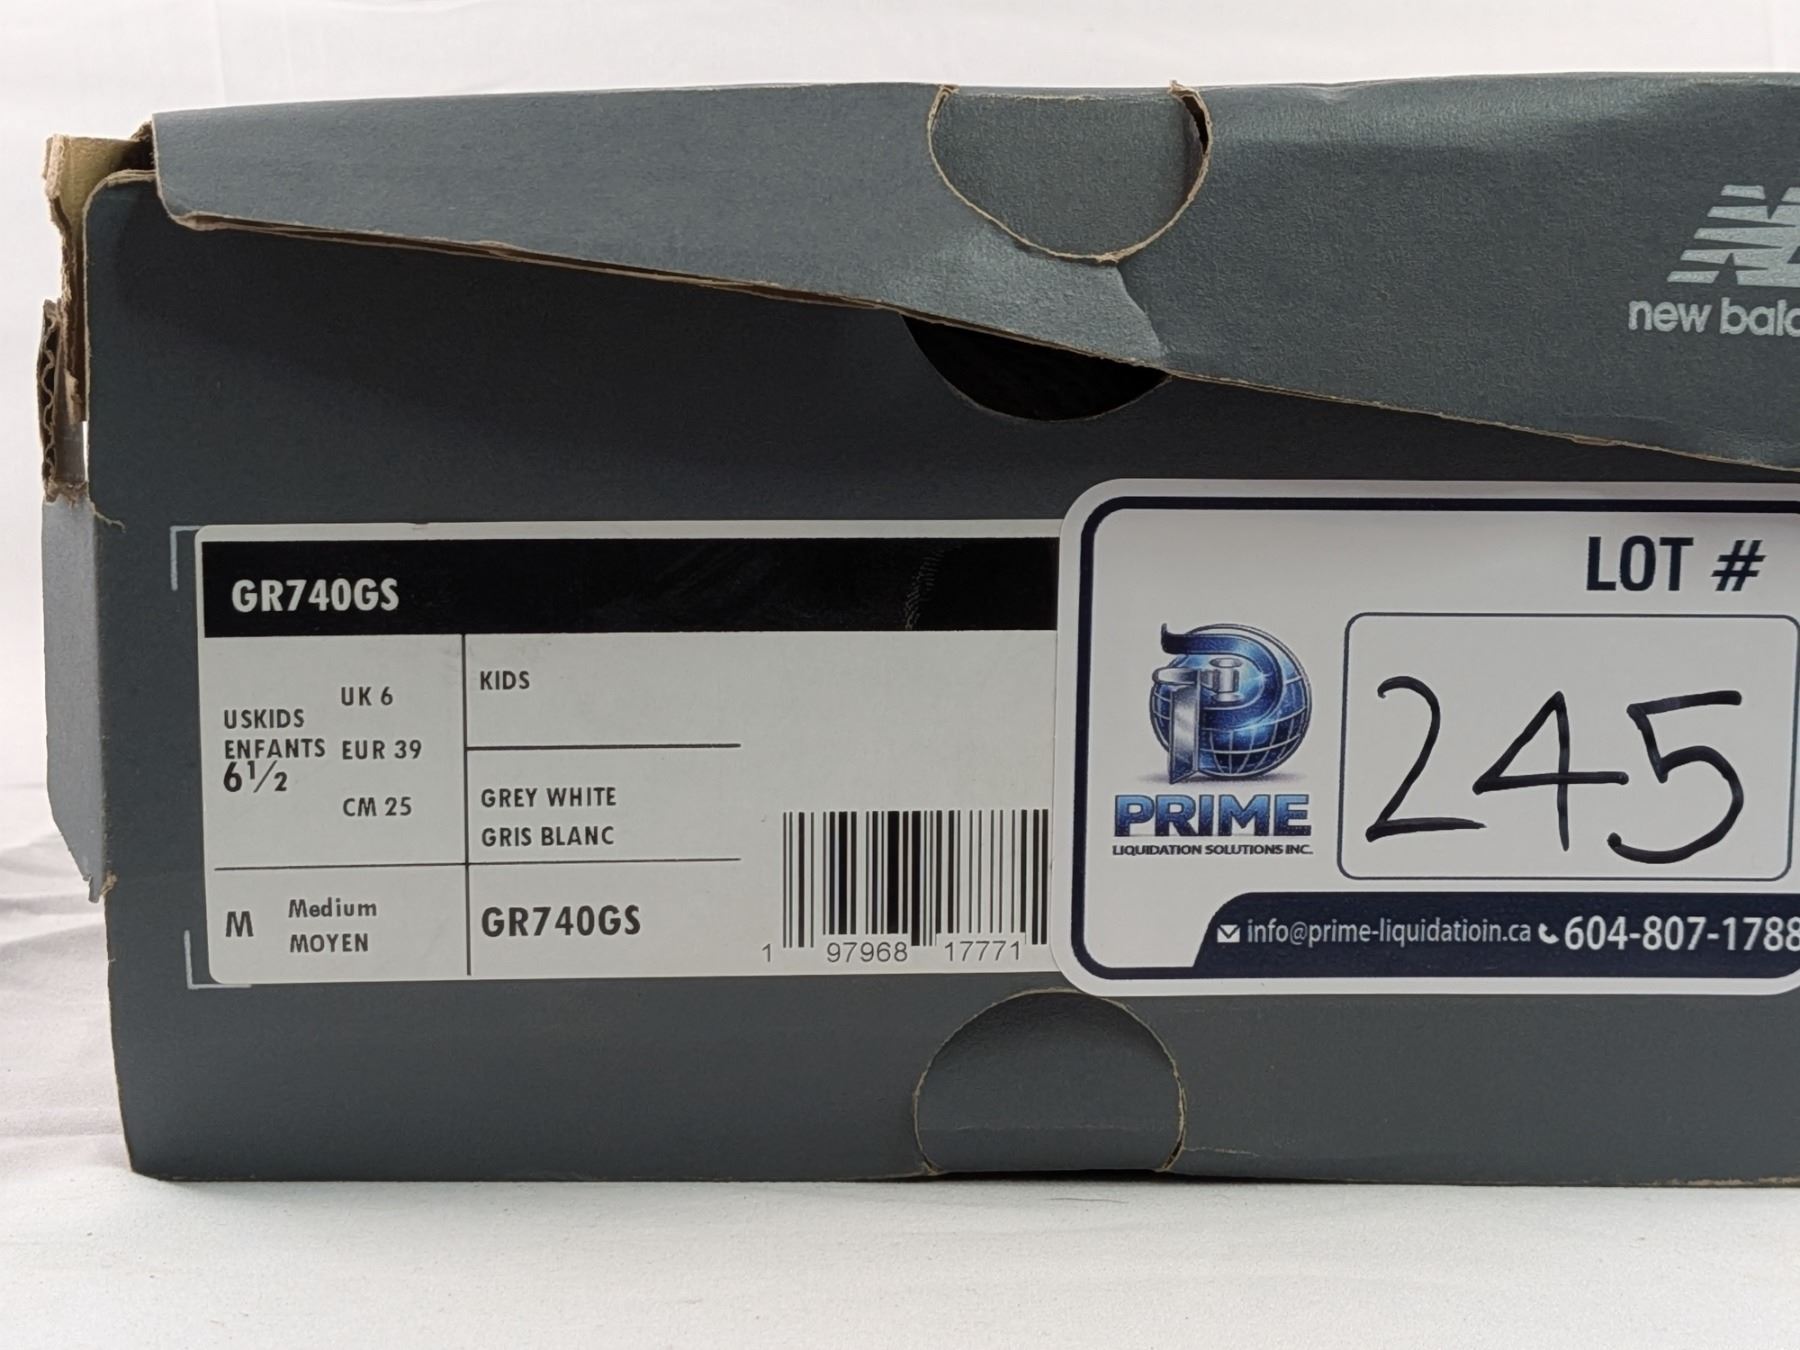 new balance
GR740GS
USKIDS
ENFANTS
6½
UK 6
EUR 39
CM 25
KIDS
GREY WHITE
GRIS BLANC
M
Medium
MOYEN
GR740GS
1 97968 17771
LOT #
245
PRIME
LIQUIDATION SOLUTIONS INC.
info@prime-liquidatioin.ca 604-807-1788